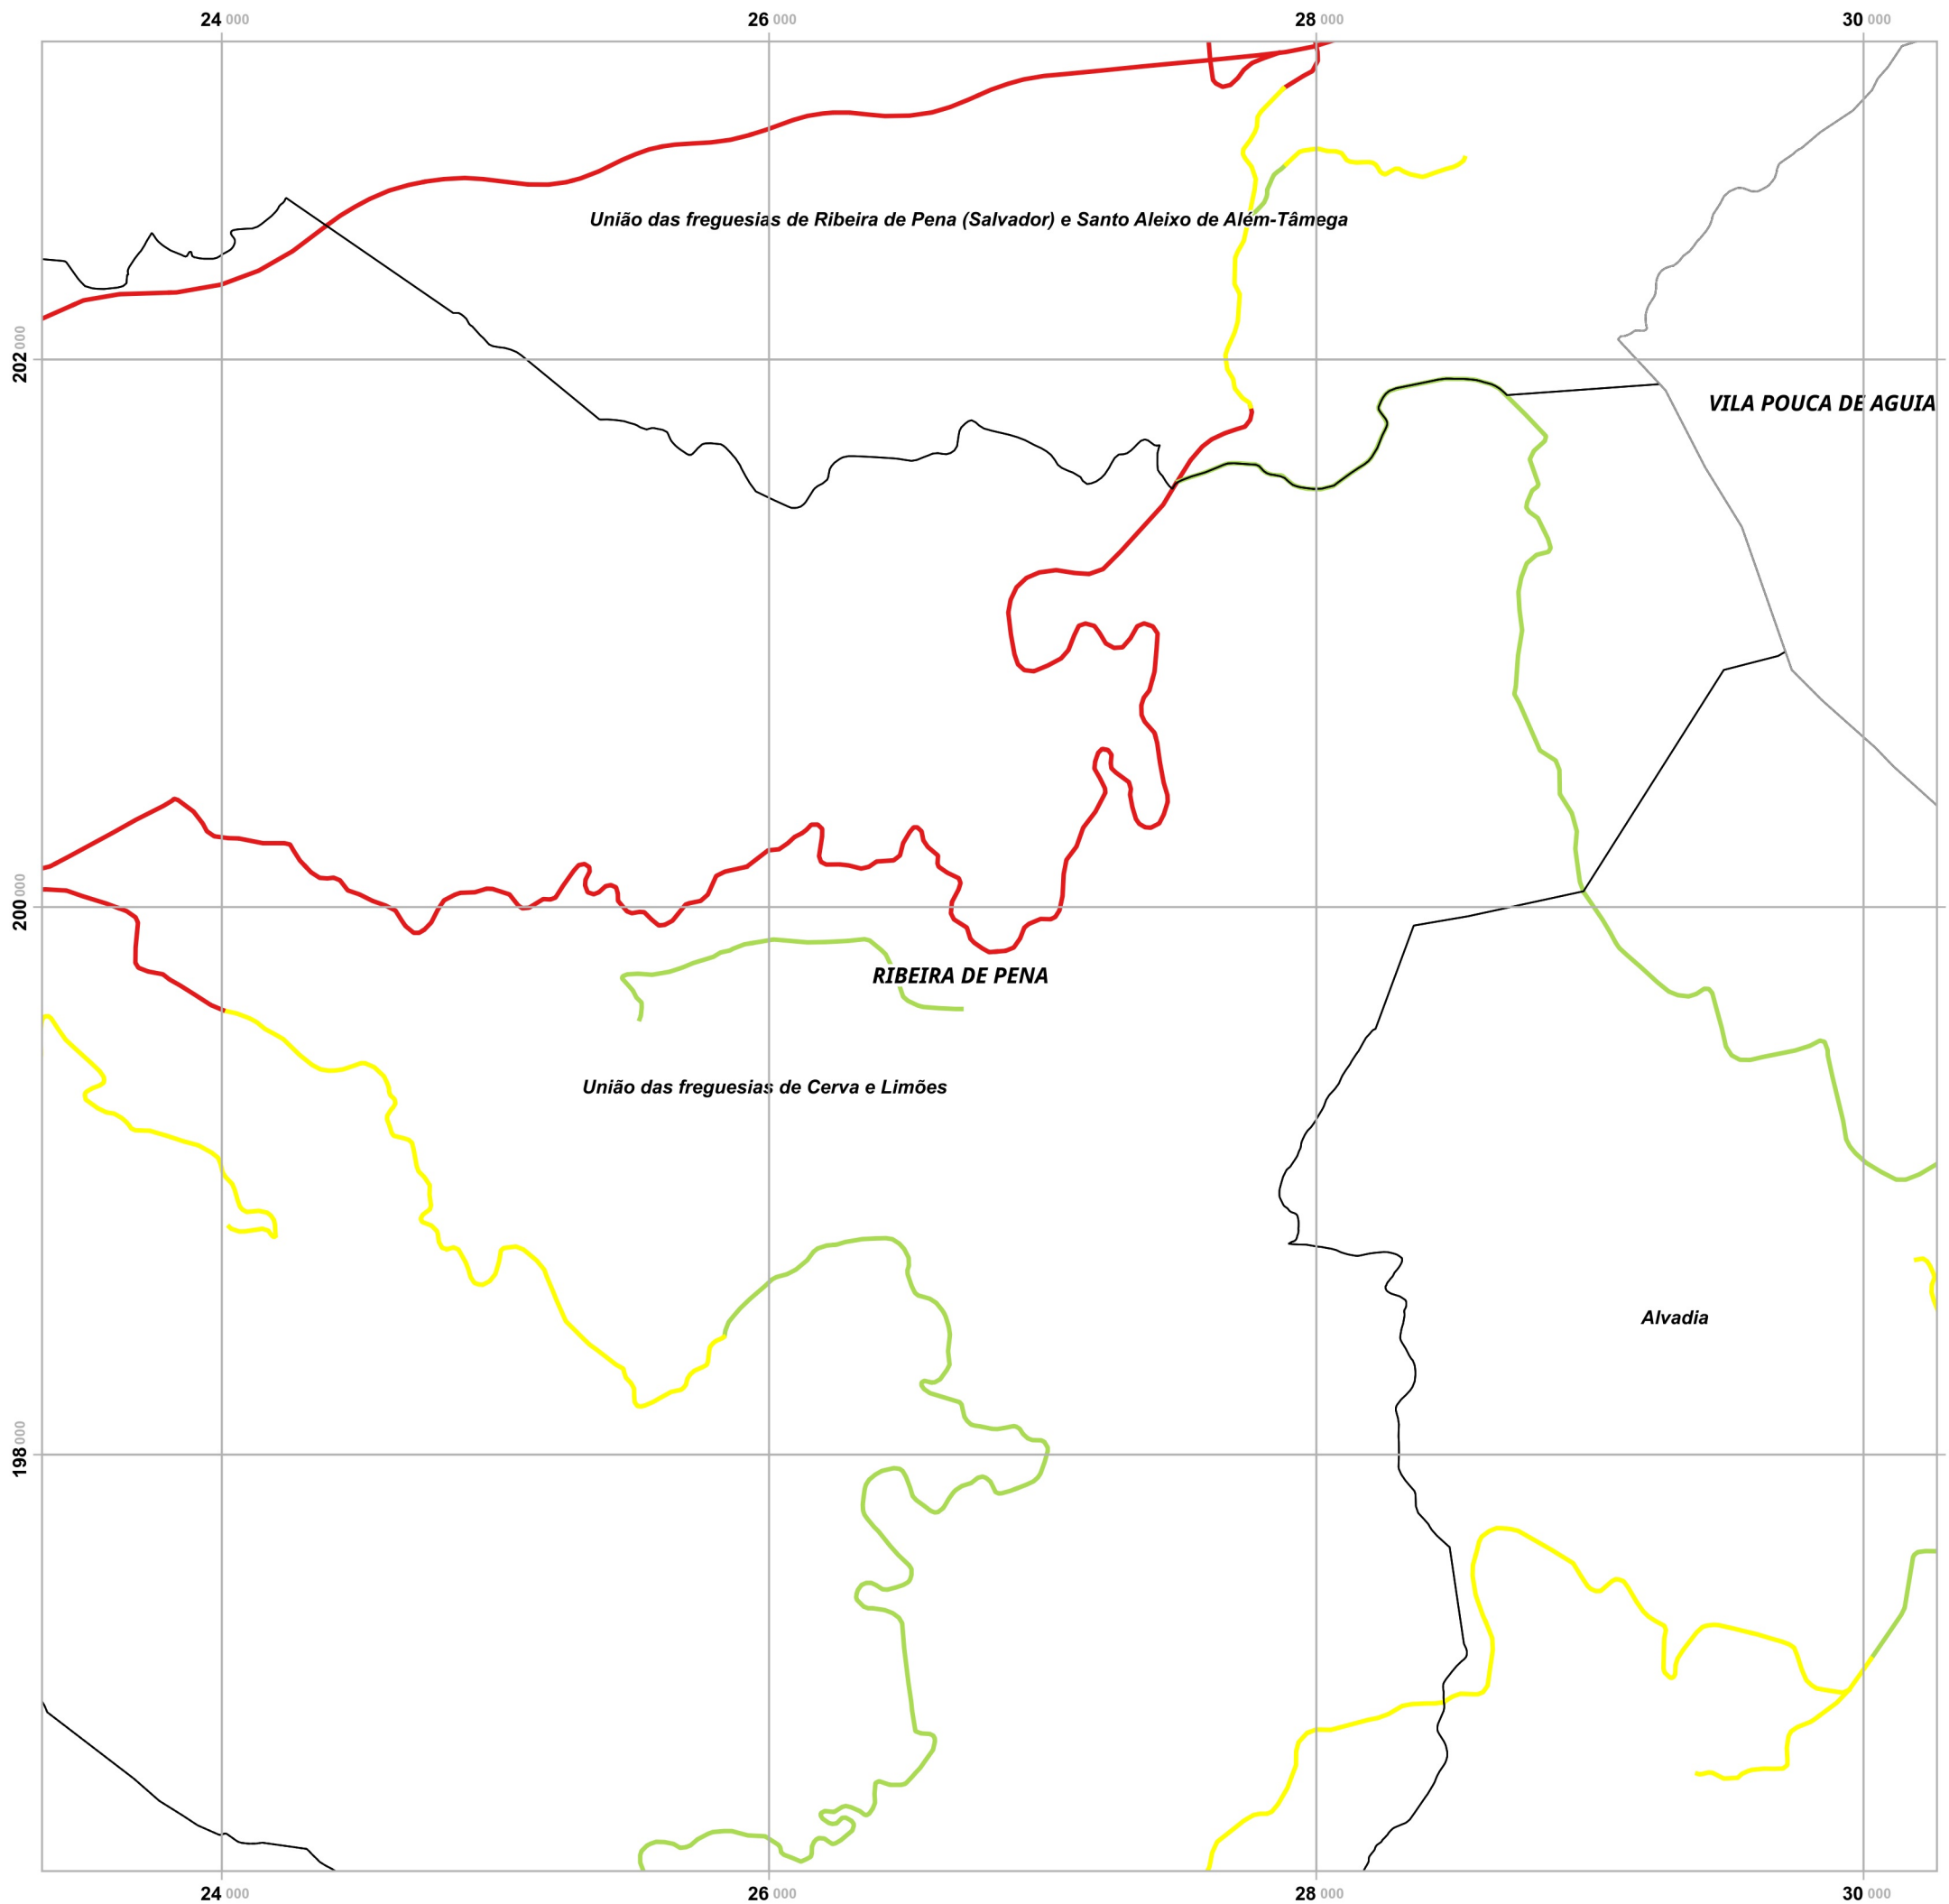 24 000 26 000 28 000 30 000
União das freguesias de Ribeira de Pena (Salvador) e Santo Aleixo de Além-Tâmega
202 000
VILA POUCA DE AGUIA
200 000
RIBEIRA DE PENA
União das freguesias de Cerva e Limões
Alvadia
198 000
24 000 26 000 28 000 30 000